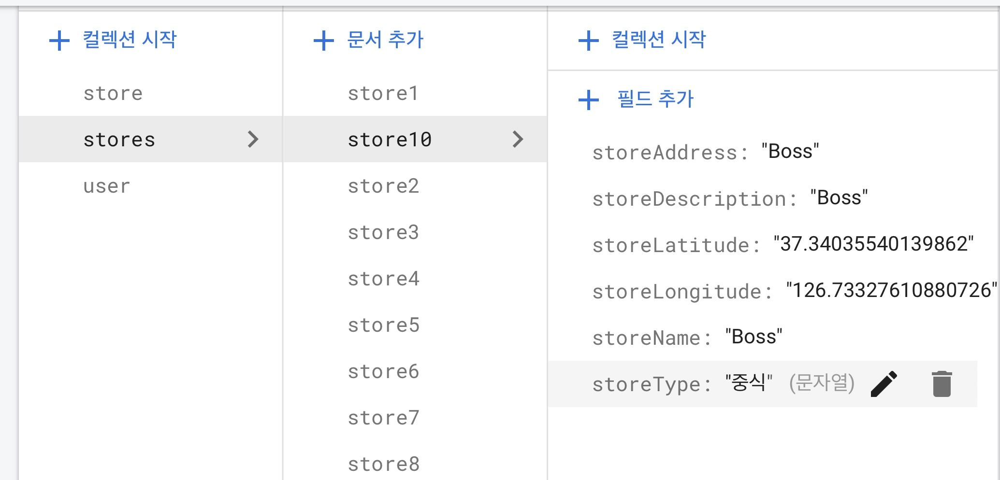 컬렉션 시작
store
stores
user
문서 추가
store1
store10
store2
store3
store4
store5
store6
store7
store8
컬렉션 시작
필드 추가
storeAddress: "Boss"
storeDescription: "Boss"
storeLatitude: "37.34035540139862"
storeLongitude: "126.73327610880726"
storeName: "Boss"
storeType: "중식" (문자열)